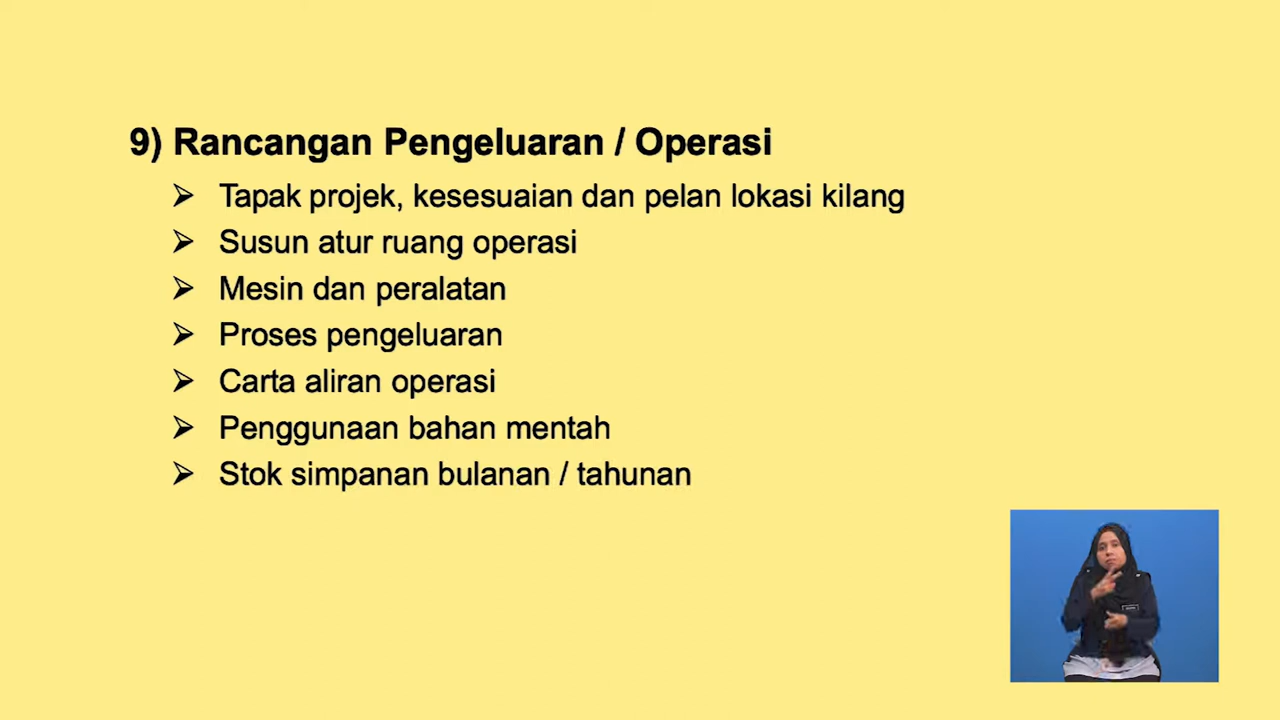 9) Rancangan Pengeluaran / Operasi
Tapak projek, kesesuaian dan pelan lokasi kilang
Susun atur ruang operasi
Mesin dan peralatan
Proses pengeluaran
Carta aliran operasi
Penggunaan bahan mentah
Stok simpanan bulanan / tahunan